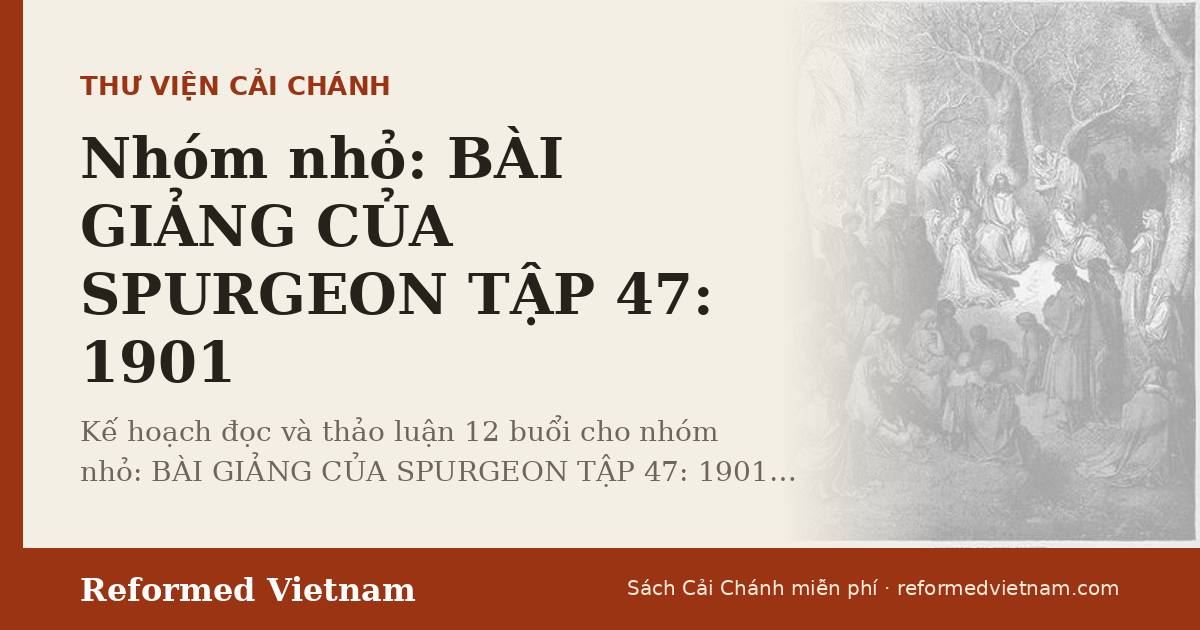 THƯ VIỆN CẢI CHÁNH
Nhóm nhỏ: BÀI
GIẢNG CỦA
SPURGEON TẬP 47:
1901
Kế hoạch đọc và thảo luận 12 buổi cho nhóm
nhỏ: BÀI GIẢNG CỦA SPURGEON TẬP 47: 1901…
Reformed Vietnam
Sách Cải Chánh miễn phí · reformedvietnam.com